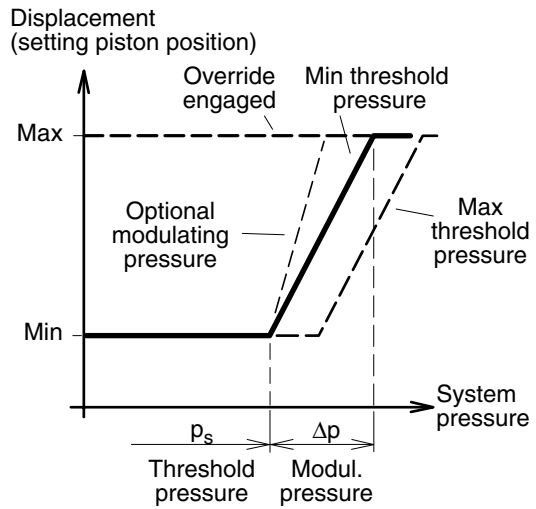 Displacement
(setting piston position)
Override
engaged
Min threshold
pressure
Max
Optional
modulating
pressure
Max
threshold
pressure
Min
System
pressure
pₛ
Δp
Threshold
pressure
Modul.
pressure